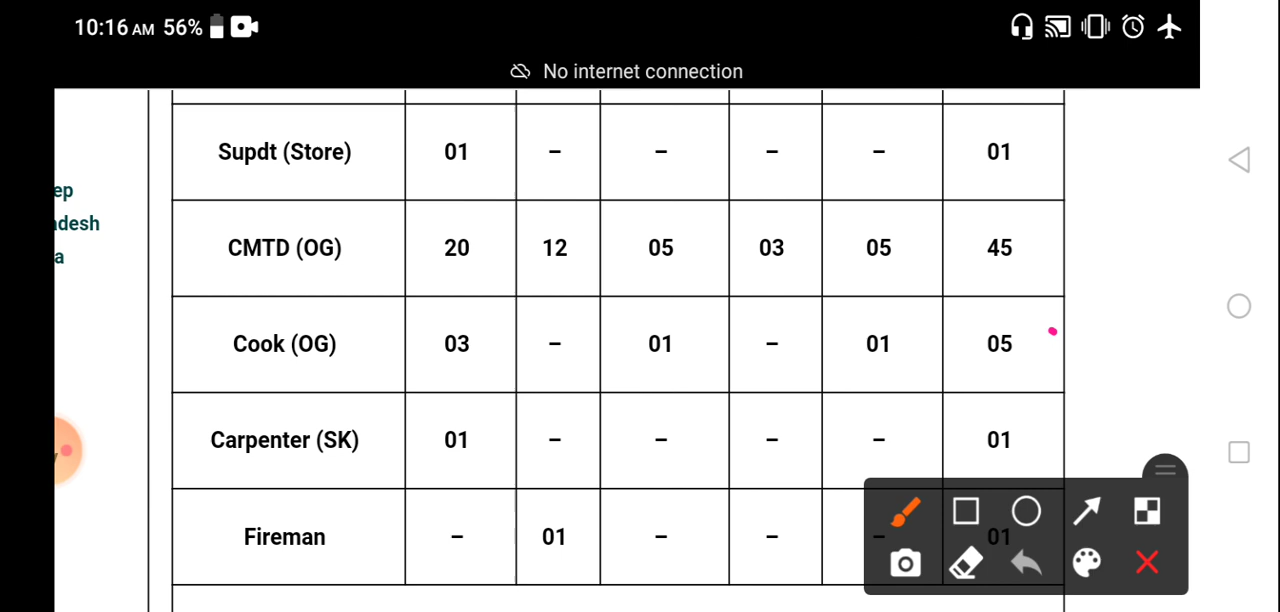 10:16 AM 56%
No internet connection
ep
desh
a
Supdt (Store) 01 – – – – 01
CMTD (OG) 20 12 05 03 05 45
Cook (OG) 03 – 01 – 01 05
Carpenter (SK) 01 – – – – 01
Fireman – 01 – – – 01